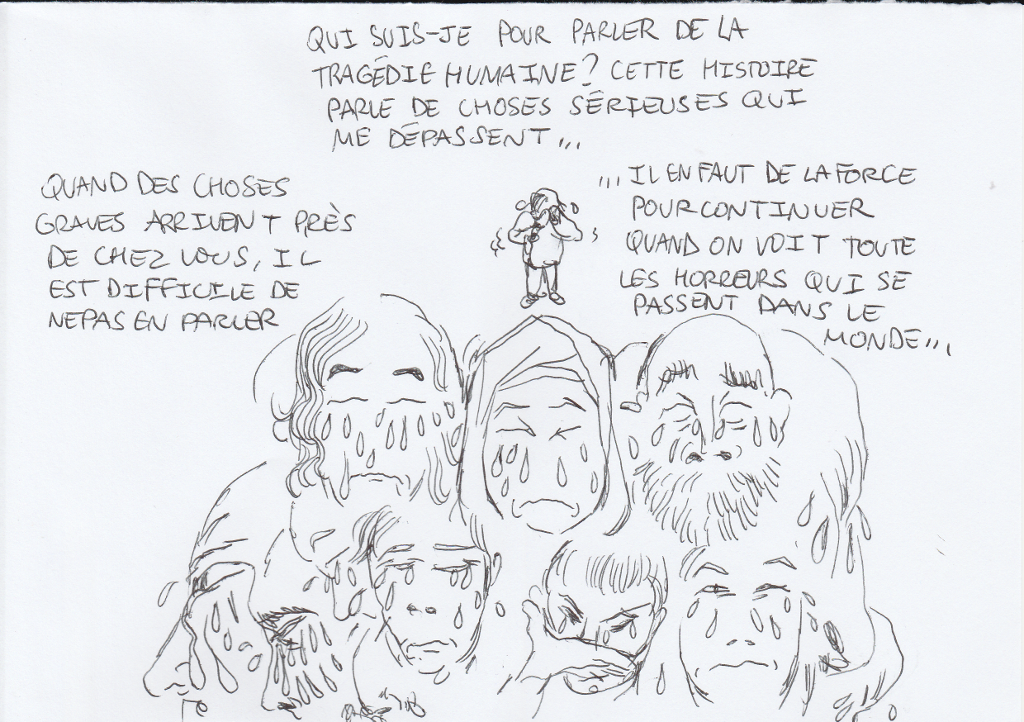 QUI SUIS-JE POUR PARLER DE LA
TRAGÉDIE HUMAINE? CETTE HISTOIRE
PARLE DE CHOSES SÉRIEUSES QUI
ME DÉPASSENT...
QUAND DES CHOSES
GRAVES ARRIVENT PRÈS
DE CHEZ VOUS, IL
EST DIFFICILE DE
NE PAS EN PARLER
...IL EN FAUT DE LA FORCE
POUR CONTINUER
QUAND ON VOIT TOUTE
LES HORREURS QUI SE
PASSENT DANS LE
MONDE...